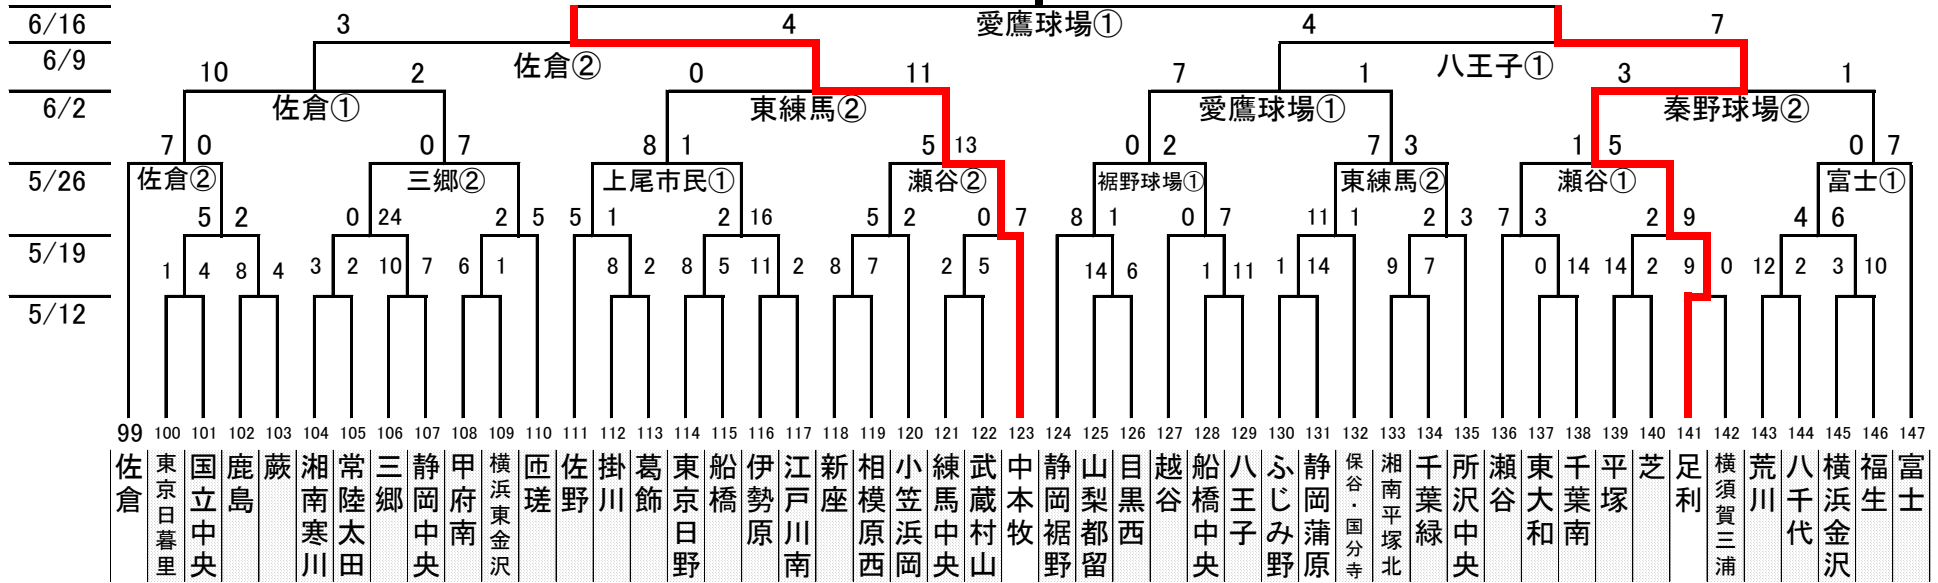 6/16 3 4 愛鷹球場① 4 7
6/9 10 2 佐倉② 0 11 7 1 八王子① 3 1
6/2 佐倉① 東練馬② 愛鷹球場① 秦野球場②
7 0 0 7 8 1 5 13 0 2 7 3 1 5 0 7
5/26 佐倉② 三郷② 上尾市民① 瀬谷② 裾野球場① 東練馬② 瀬谷① 富士①
5 2 0 24 2 5 5 1 2 16 5 2 0 7 8 1 0 7 11 1 2 3 7 3 2 9 4 6
5/19 1 4 8 4 3 2 10 7 6 1 8 2 8 5 11 2 8 7 2 5 14 6 1 11 1 14 9 7 0 14 14 2 9 0 12 2 3 10
5/12
99 100 101 102 103 104 105 106 107 108 109 110 111 112 113 114 115 116 117 118 119 120 121 122 123 124 125 126 127 128 129 130 131 132 133 134 135 136 137 138 139 140 141 142 143 144 145 146 147
佐倉
東京日暮里
国立中央
鹿島
蕨
湘南寒川
常陸太田
三郷
静岡中央
甲府南
横浜東金沢
匝瑳
佐野
掛川
葛飾
東京日野
船橋
伊勢原
江戸川南
新座
相模原西
小笠浜岡
練馬中央
武蔵村山
中本牧
静岡裾野
山梨都留
目黒西
越谷
船橋中央
八王子
ふじみ野
静岡蒲原
保谷・国分寺
湘南平塚北
千葉緑
所沢中央
瀬谷
東大和
千葉南
平塚
芝
足利
横須賀三浦
荒川
八千代
横浜金沢
福生
富士